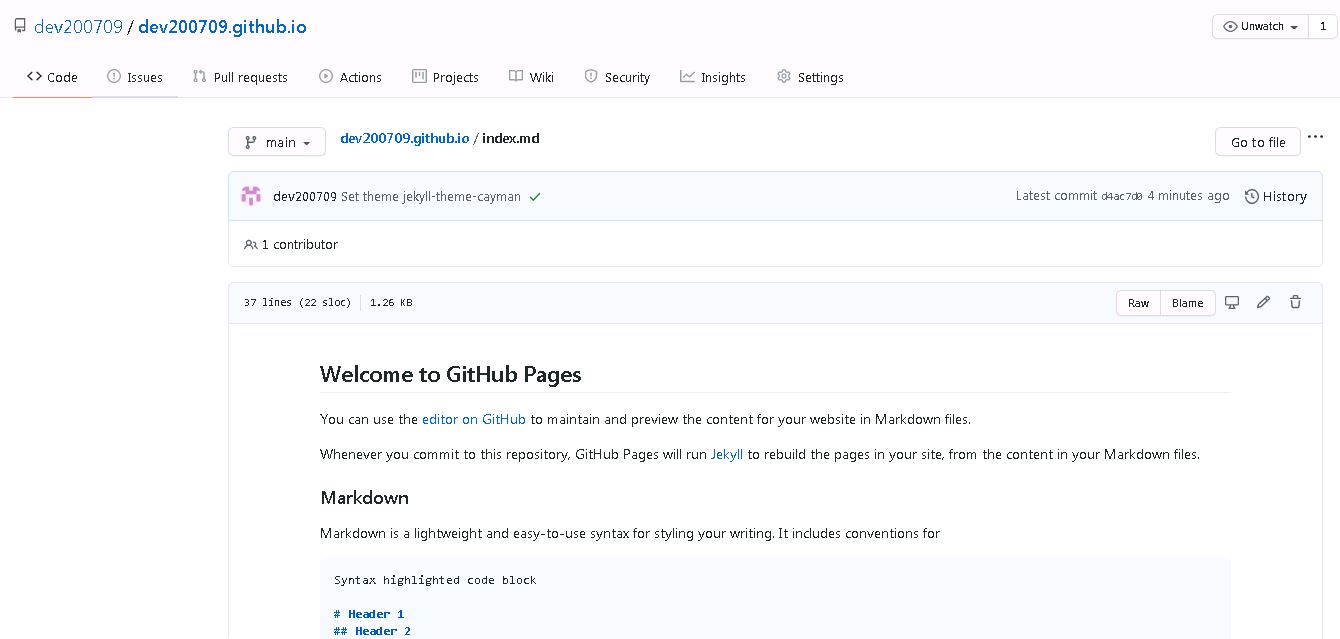 dev200709 / dev200709.github.io
Unwatch 1
Code Issues Pull requests Actions Projects Wiki Security Insights Settings
main dev200709.github.io / index.md Go to file ...
dev200709 Set theme jekyll-theme-cayman Latest commit d4ac7d0 4 minutes ago History
1 contributor
37 lines (22 sloc) 1.26 KB Raw Blame
Welcome to GitHub Pages
You can use the editor on GitHub to maintain and preview the content for your website in Markdown files.
Whenever you commit to this repository, GitHub Pages will run Jekyll to rebuild the pages in your site, from the content in your Markdown files.
Markdown
Markdown is a lightweight and easy-to-use syntax for styling your writing. It includes conventions for
Syntax highlighted code block
# Header 1
## Header 2